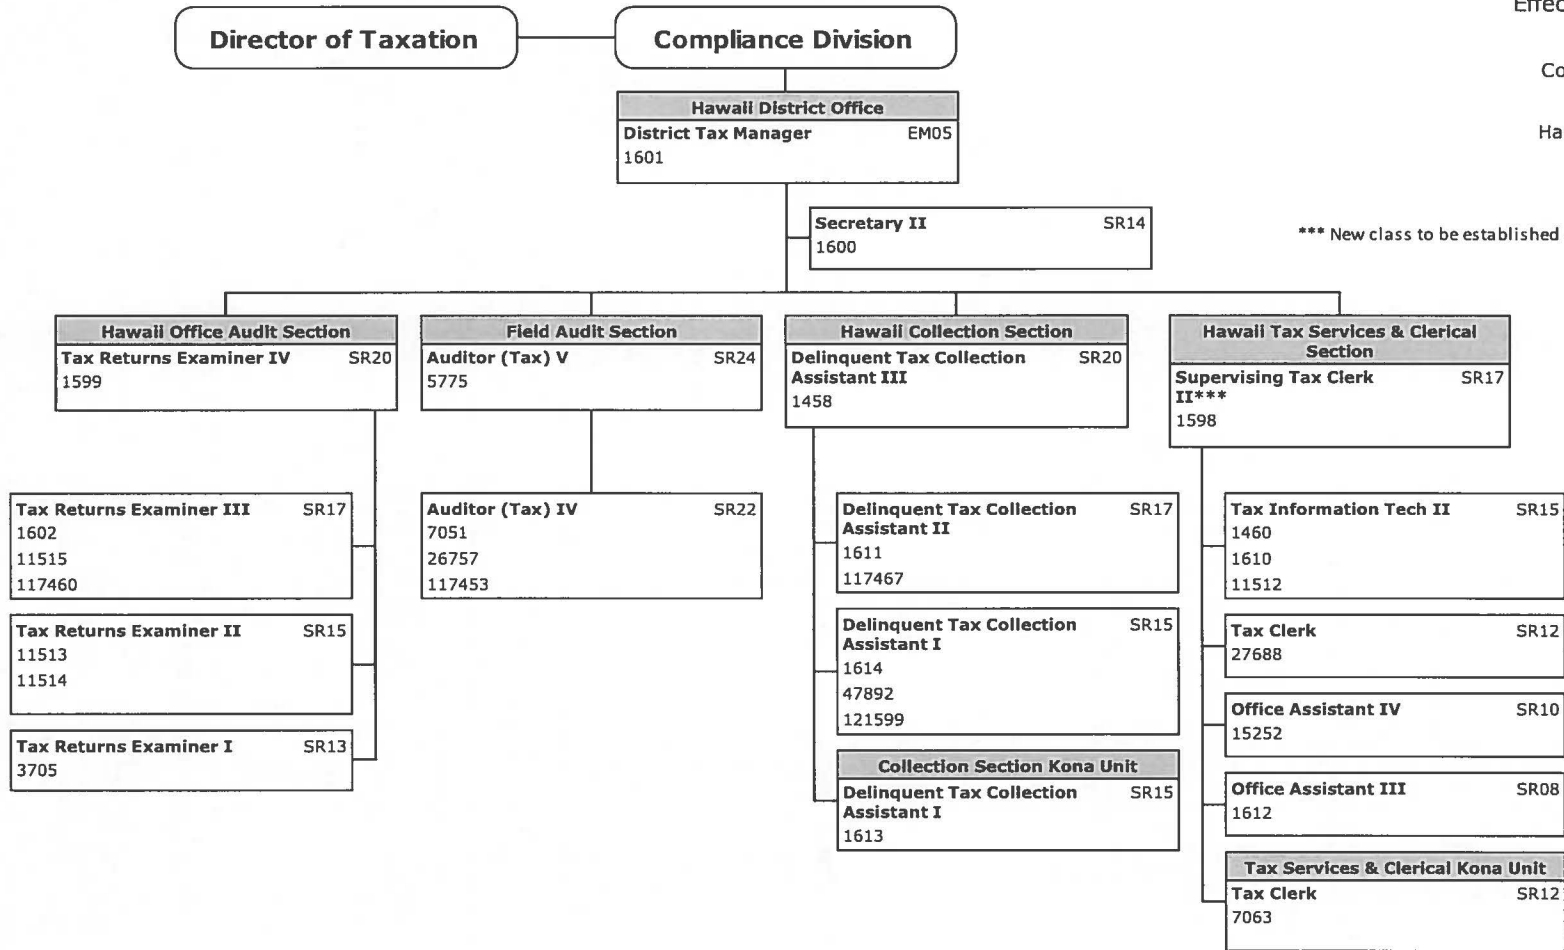 Effec
Director of Taxation
Compliance Division
Co
Hawaii District Office
District Tax Manager EM05
1601
Ha
Secretary II SR14
1600
*** New class to be established
Hawaii Office Audit Section
Tax Returns Examiner IV SR20
1599
Field Audit Section
Auditor (Tax) V SR24
5775
Hawaii Collection Section
Delinquent Tax Collection SR20
Assistant III
1458
Hawaii Tax Services & Clerical
Section
Supervising Tax Clerk SR17
II***
1598
Tax Returns Examiner III SR17
1602
11515
117460
Tax Returns Examiner II SR15
11513
11514
Tax Returns Examiner I SR13
3705
Auditor (Tax) IV SR22
7051
26757
117453
Delinquent Tax Collection SR17
Assistant II
1611
117467
Delinquent Tax Collection SR15
Assistant I
1614
47892
121599
Collection Section Kona Unit
Delinquent Tax Collection SR15
Assistant I
1613
Tax Information Tech II SR15
1460
1610
11512
Tax Clerk SR12
27688
Office Assistant IV SR10
15252
Office Assistant III SR08
1612
Tax Services & Clerical Kona Unit
Tax Clerk SR12
7063